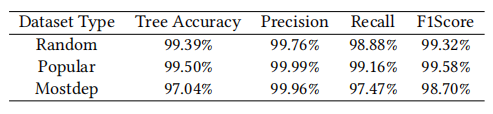 Dataset Type Tree Accuracy Precision Recall F1Score
Random 99.39% 99.76% 98.88% 99.32%
Popular 99.50% 99.99% 99.16% 99.58%
Mostdep 97.04% 99.96% 97.47% 98.70%